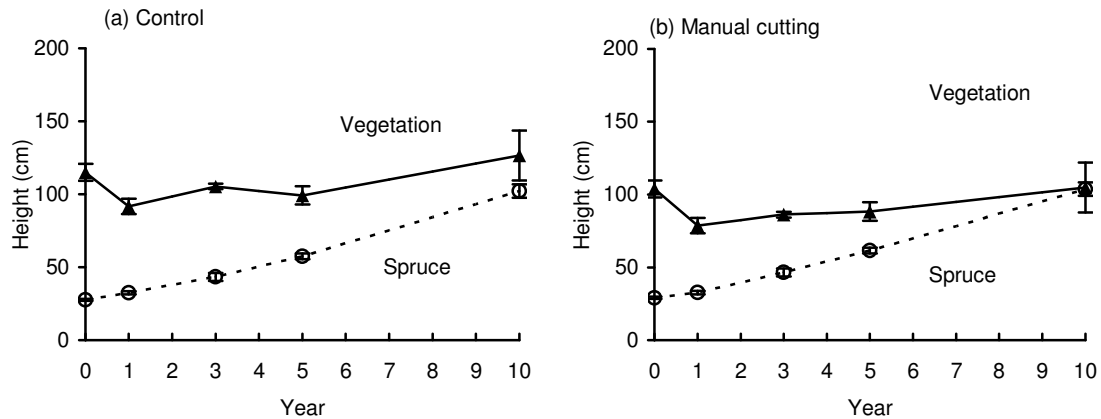 (a) Control
200
150
100
50
0
Height (cm)
Vegetation
Spruce
0 1 2 3 4 5 6 7 8 9 10
Year
(b) Manual cutting
200
150
100
50
0
Height (cm)
Vegetation
Spruce
0 1 2 3 4 5 6 7 8 9 10
Year